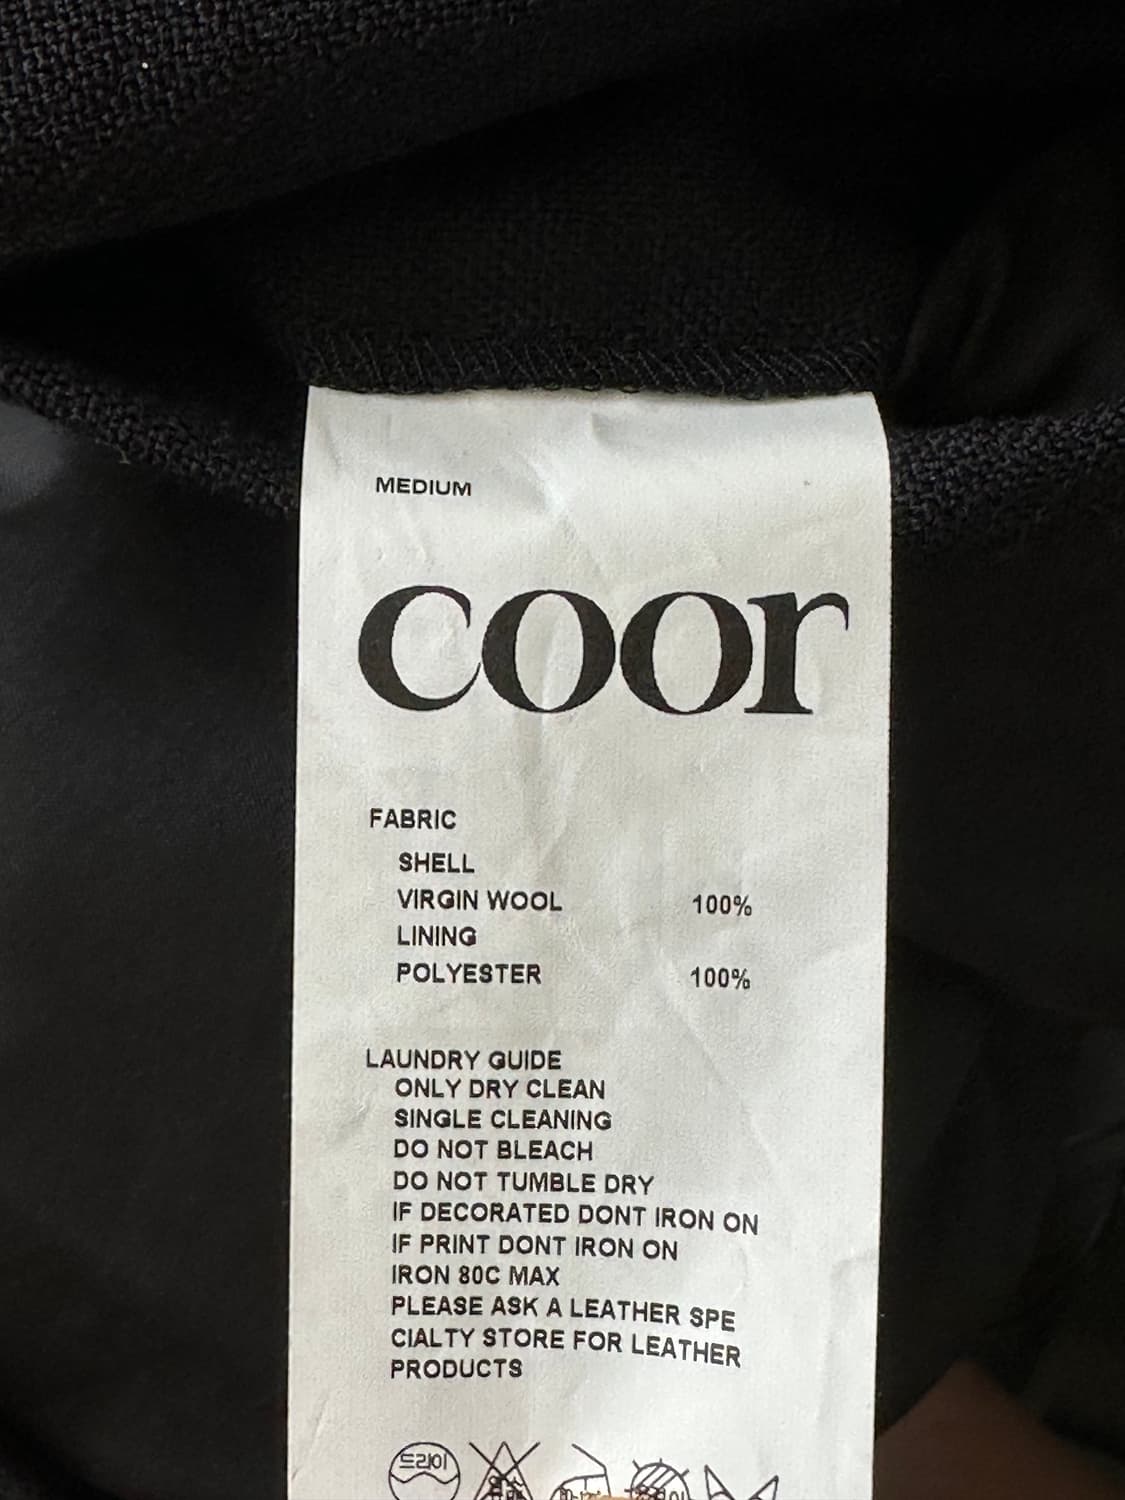 MEDIUM
coor
FABRIC
SHELL
VIRGIN WOOL 100%
LINING
POLYESTER 100%
LAUNDRY GUIDE
ONLY DRY CLEAN
SINGLE CLEANING
DO NOT BLEACH
DO NOT TUMBLE DRY
IF DECORATED DONT IRON ON
IF PRINT DONT IRON ON
IRON 80C MAX
PLEASE ASK A LEATHER SPE
CIALTY STORE FOR LEATHER
PRODUCTS
드라이